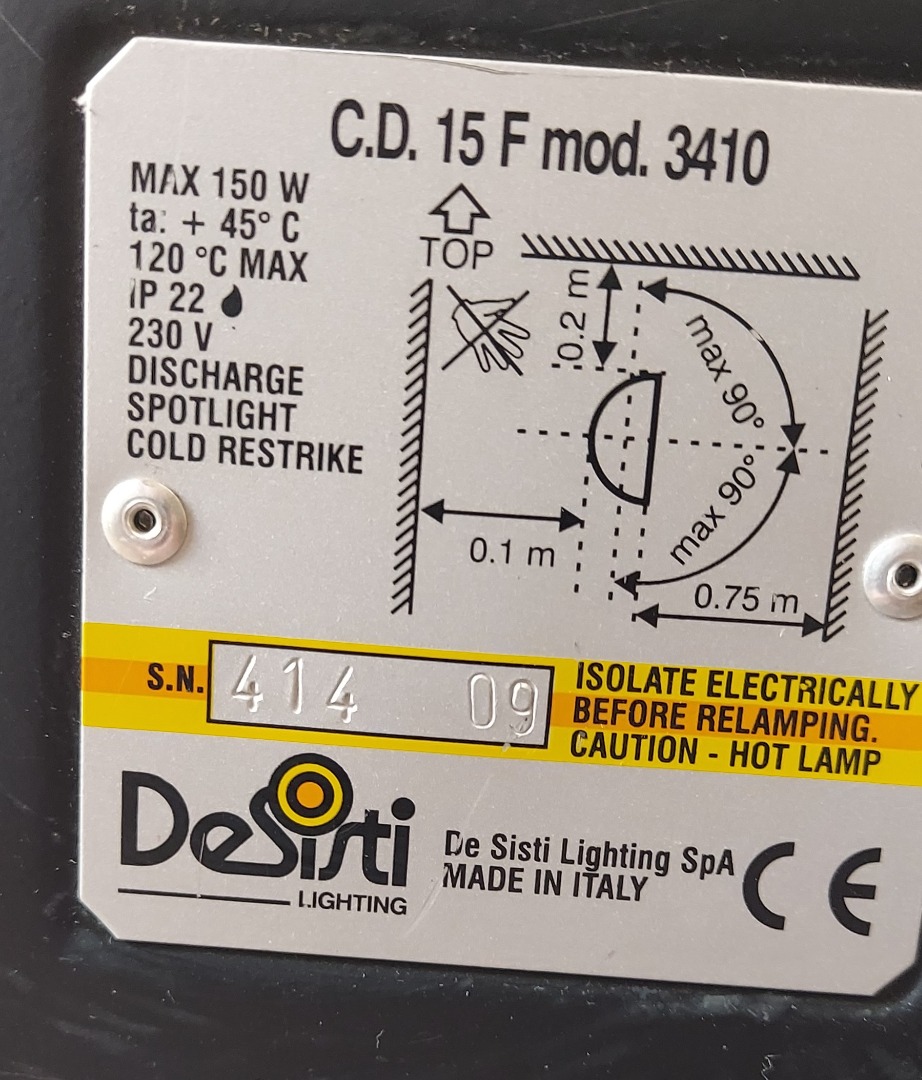 C.D. 15 F mod. 3410
MAX 150 W
ta: + 45° C
120 °C MAX
IP 22
230 V
DISCHARGE
SPOTLIGHT
COLD RESTRIKE
TOP
0.2 m
max 90°
max 90°
0.1 m
0.75 m
S.N. 414 09
ISOLATE ELECTRICALLY
BEFORE RELAMPING.
CAUTION - HOT LAMP
DeSisti
LIGHTING
De Sisti Lighting SpA
MADE IN ITALY
CE